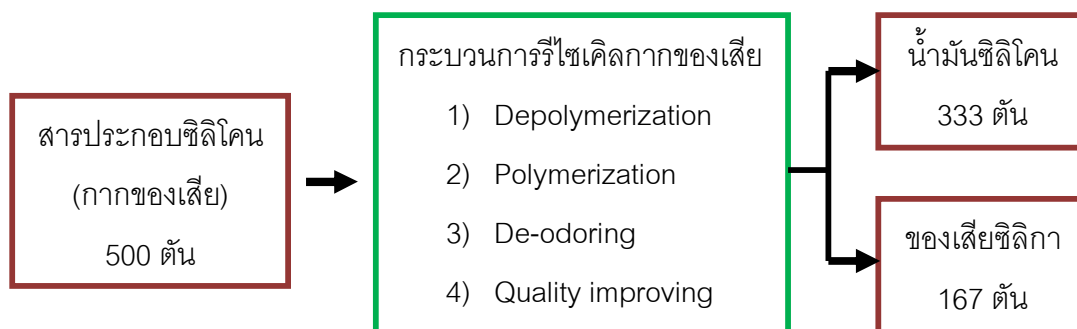 สารประกอบซิลิโคน
(กากของเสีย)
500 ตัน
กระบวนการรีไซเคิลกากของเสีย
1) Depolymerization
2) Polymerization
3) De-odoring
4) Quality improving
น้ำมันซิลิโคน
333 ตัน
ของเสียซิลิกา
167 ตัน